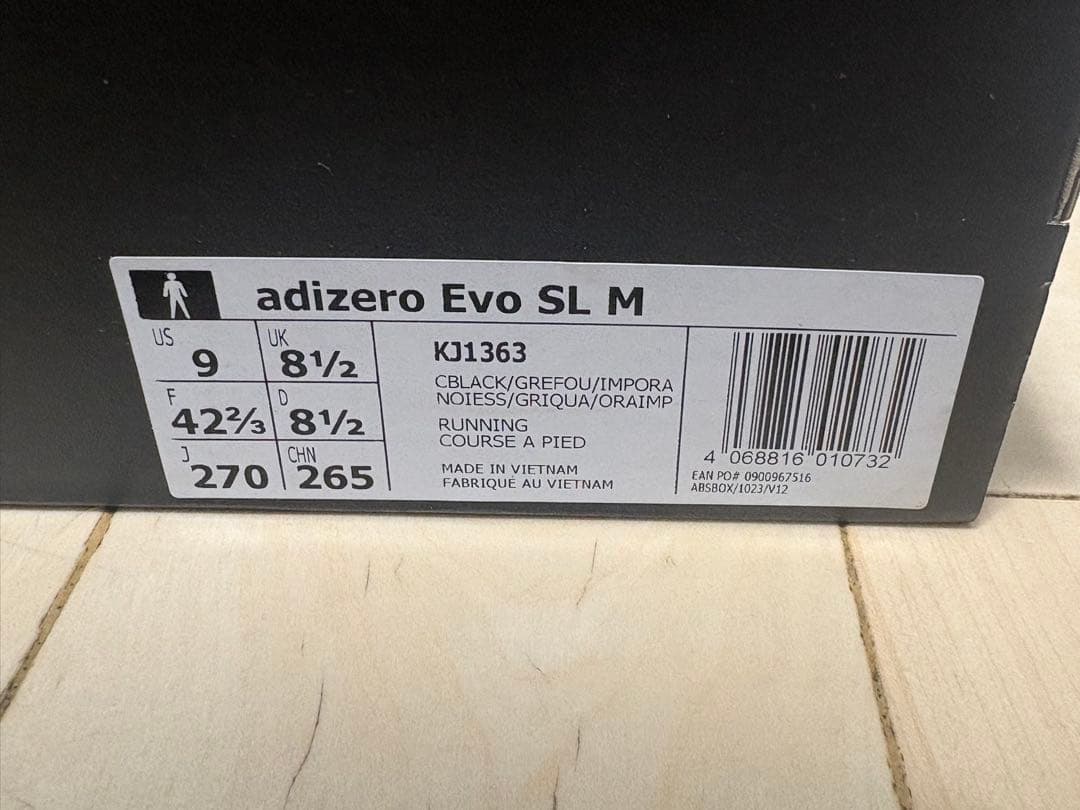 adizero Evo SL M
US 9 UK 8½
F 42⅔ D 8½
J 270 CHN 265
KJ1363
CBLACK/GREFOU/IMPORA
NOIESS/GRIQUA/ORAIMP
RUNNING
COURSE A PIED
MADE IN VIETNAM
FABRIQUÉ AU VIETNAM
4 068816 010732
EAN PO# 0900967516
ABSBOX/1023/V12